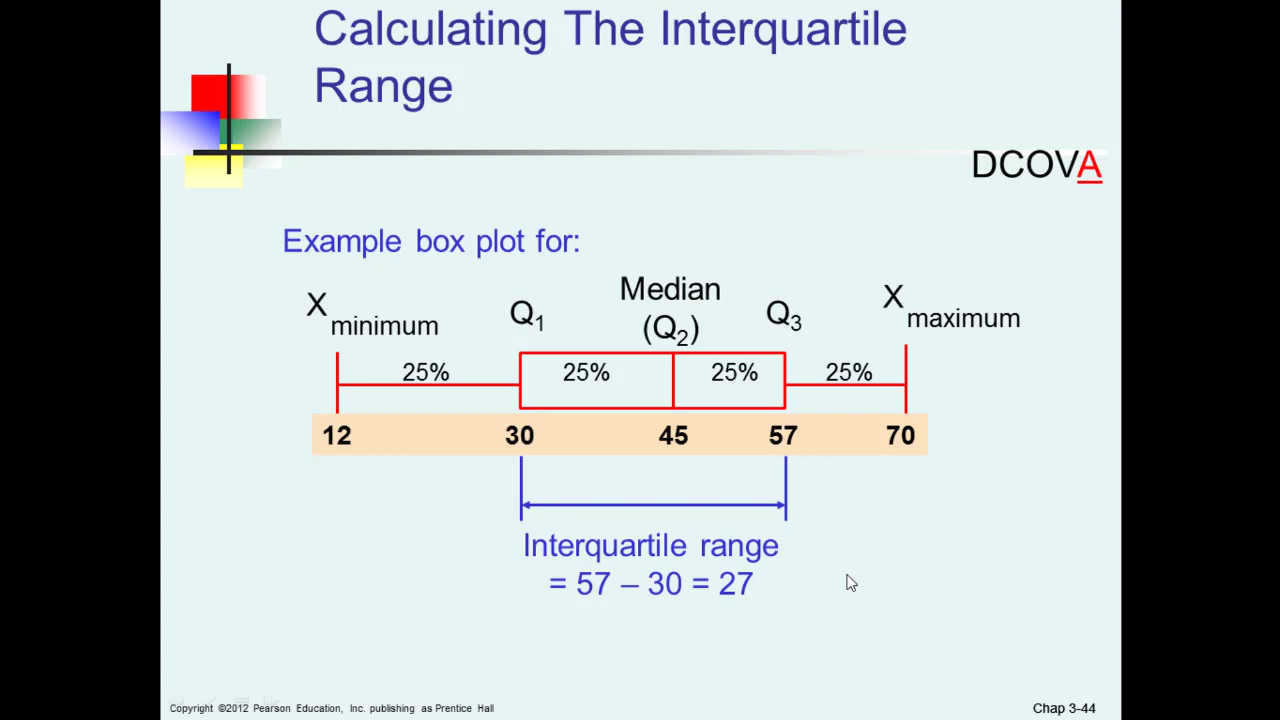 Calculating The Interquartile
Range
DCOVA
Example box plot for:
X minimum
Q1
Median
(Q2)
Q3
X maximum
25% 25% 25% 25%
12 30 45 57 70
Interquartile range
= 57 – 30 = 27
Copyright ©2012 Pearson Education, Inc. publishing as Prentice Hall
Chap 3-44